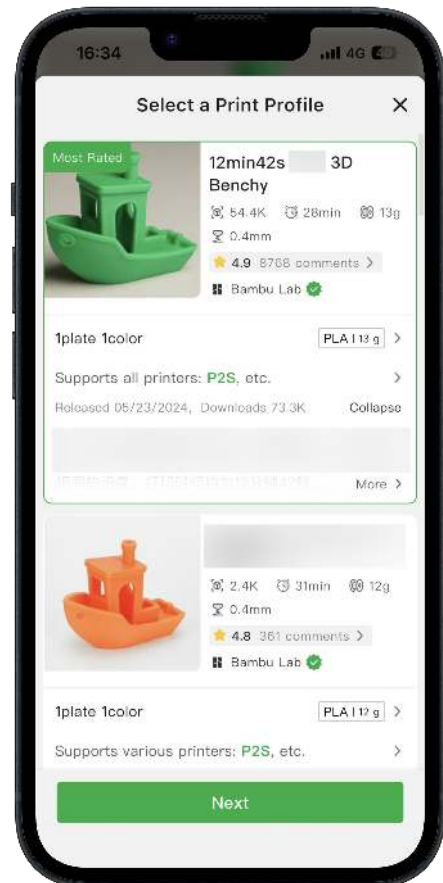 16:34
4G
Select a Print Profile
Most Rated
12min42s 3D
Benchy
54.4K 28min 13g
0.4mm
4.9 8768 comments >
Bambu Lab
1plate 1color PLA | 13 g >
Supports all printers: P2S, etc. >
Released 05/23/2024, Downloads 73.3K Collapse
More >
2.4K 31min 12g
0.4mm
4.8 361 comments >
Bambu Lab
1plate 1color PLA | 12 g >
Supports various printers: P2S, etc. >
Next